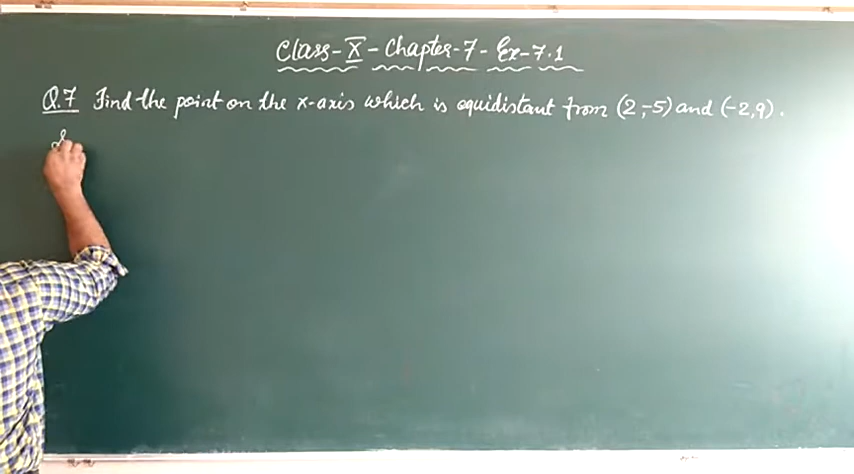 Class-X-Chapter-7-Ex-7.1
Q.7 Find the point on the x-axis which is equidistant from (2,-5) and (-2,9).